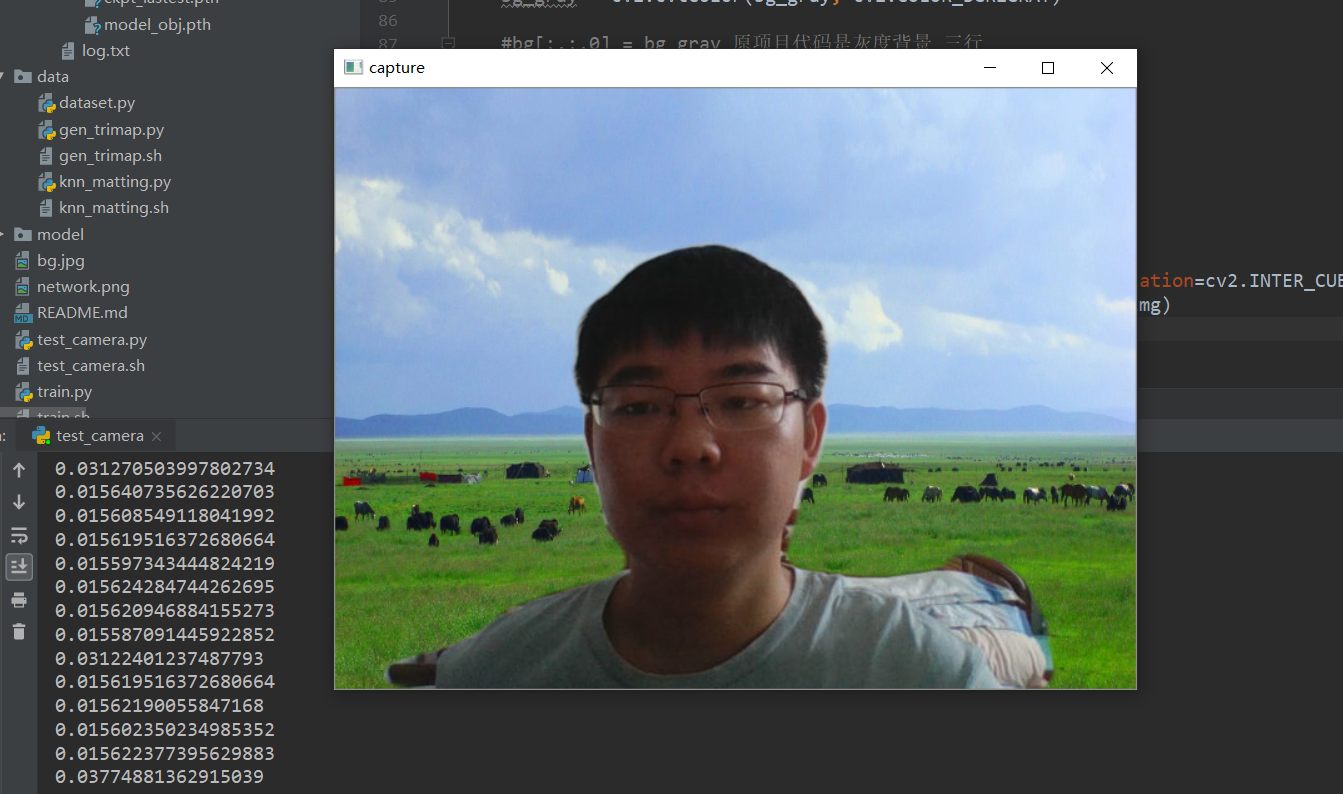 ckpt_lastest.pth
model_obj.pth
log.txt
data
dataset.py
gen_trimap.py
gen_trimap.sh
knn_matting.py
knn_matting.sh
model
bg.jpg
network.png
README.md
MD
test_camera.py
test_camera.sh
train.py
train.sh
85
86
87
#bg[:,:,0] = bg_gray 原项目代码是灰度背景 三行
capture
ation=cv2.INTER_CUB
mg)
test_camera
0.031270503997802734
0.015640735626220703
0.015608549118041992
0.015619516372680664
0.015597343444824219
0.015624284744262695
0.015620946884155273
0.015587091445922852
0.03122401237487793
0.015619516372680664
0.01562190055847168
0.015602350234985352
0.015622377395629883
0.03774881362915039